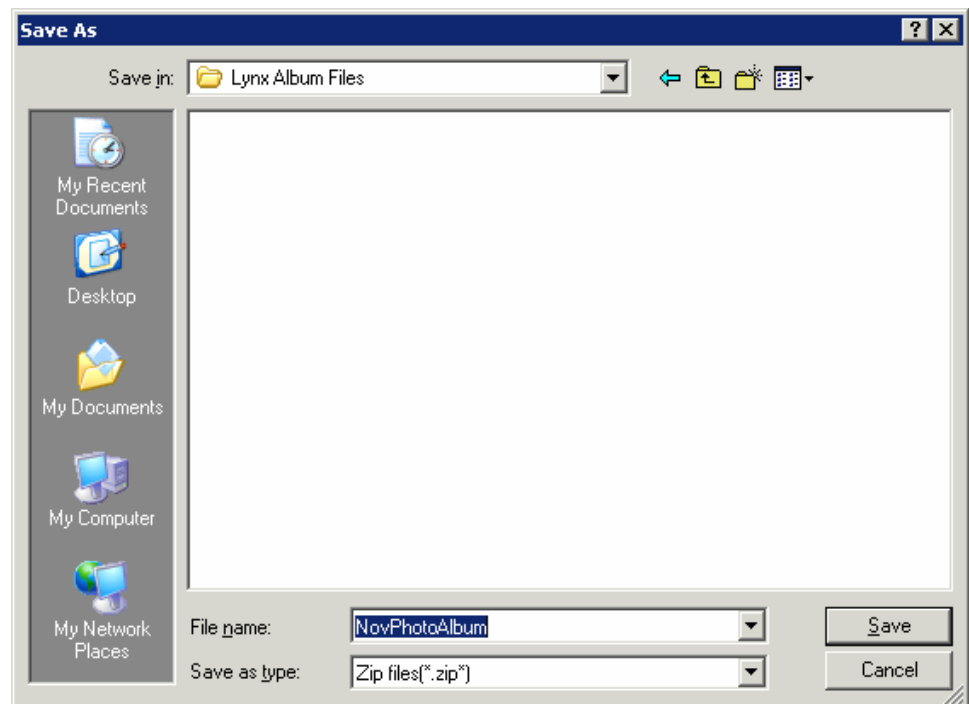 Save As
Save in:
Lynx Album Files
My Recent
Documents
Desktop
My Documents
My Computer
My Network
Places
File name:
NovPhotoAlbum
Save
Save as type:
Zip files(*.zip*)
Cancel